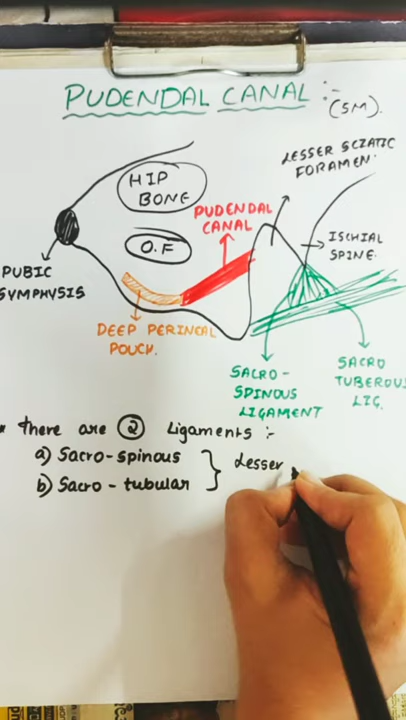 PUDENDAL CANAL :-
(SM).
LESSER SCIATIC
FORAMEN.
HIP
BONE
PUDENDAL
CANAL
O.F
ISCHIAL
SPINE.
PUBIC
SYMPHYSIS
DEEP PERINEAL
POUCH.
SACRO-
SPINOUS
LIGAMENT
SACRO
TUBEROUS
LIG.
* There are ② Ligaments :-
a) Sacro-spinous
b) Sacro-tubular
Lesser